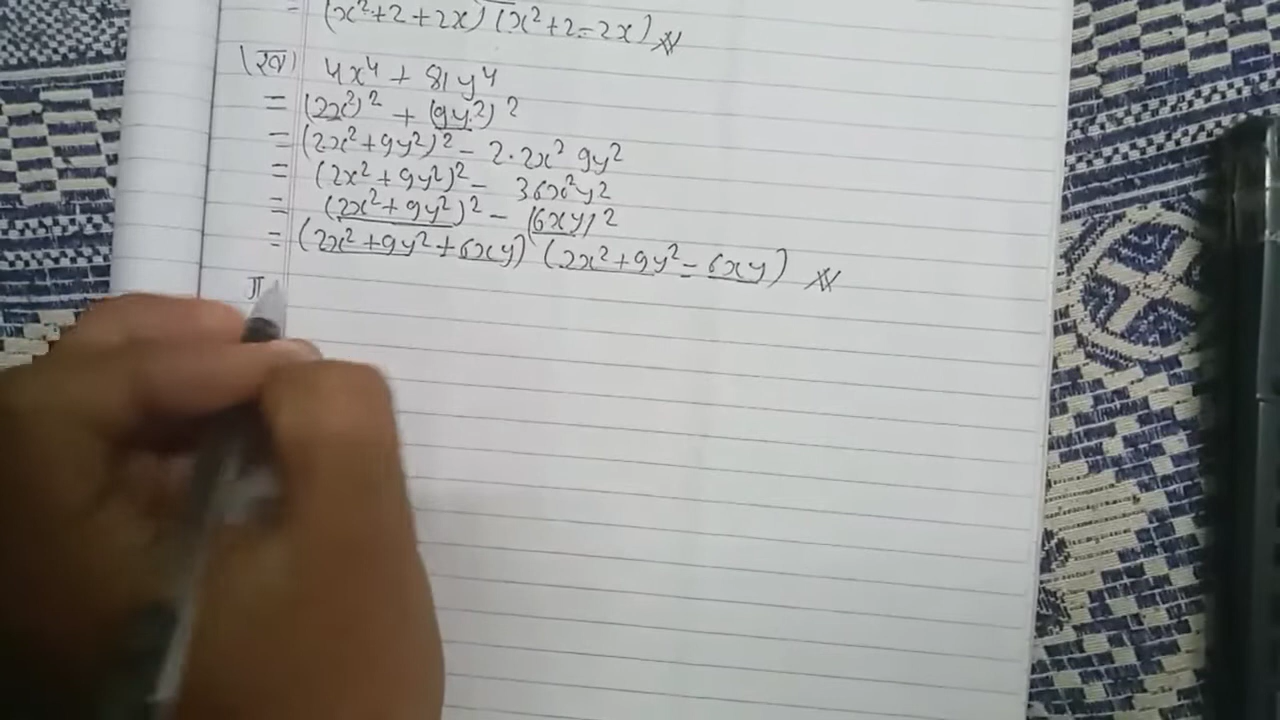 = (x²+2+2x) (x²+2-2x)
(ख) 4x⁴ + 81y⁴
= (2x²)² + (9y²)²
= (2x²+9y²)² - 2·2x² 9y²
= (2x²+9y²)² - 36x²y²
= (2x²+9y²)² - (6xy)²
= (2x²+9y²+6xy) (2x²+9y²-6xy)
ग